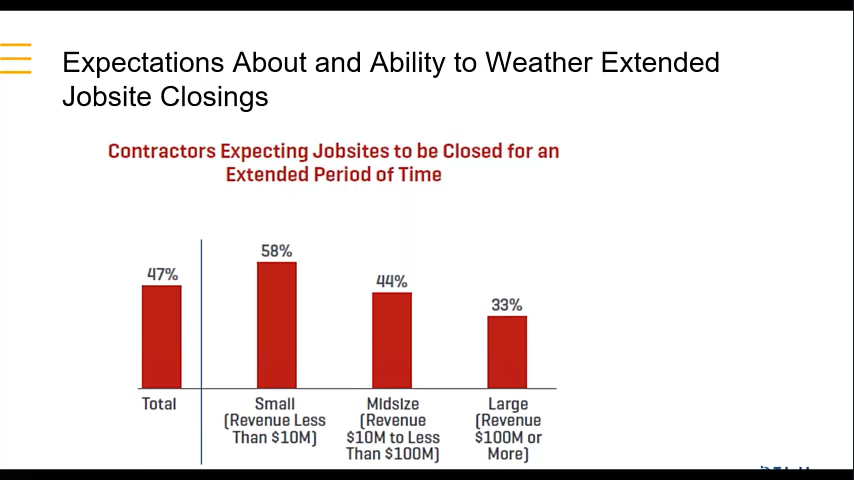 Expectations About and Ability to Weather Extended
Jobsite Closings
Contractors Expecting Jobsites to be Closed for an
Extended Period of Time
47%
58%
44%
33%
Total
Small
(Revenue Less
Than $10M)
Midsize
(Revenue
$10M to Less
Than $100M)
Large
(Revenue
$100M or
More)